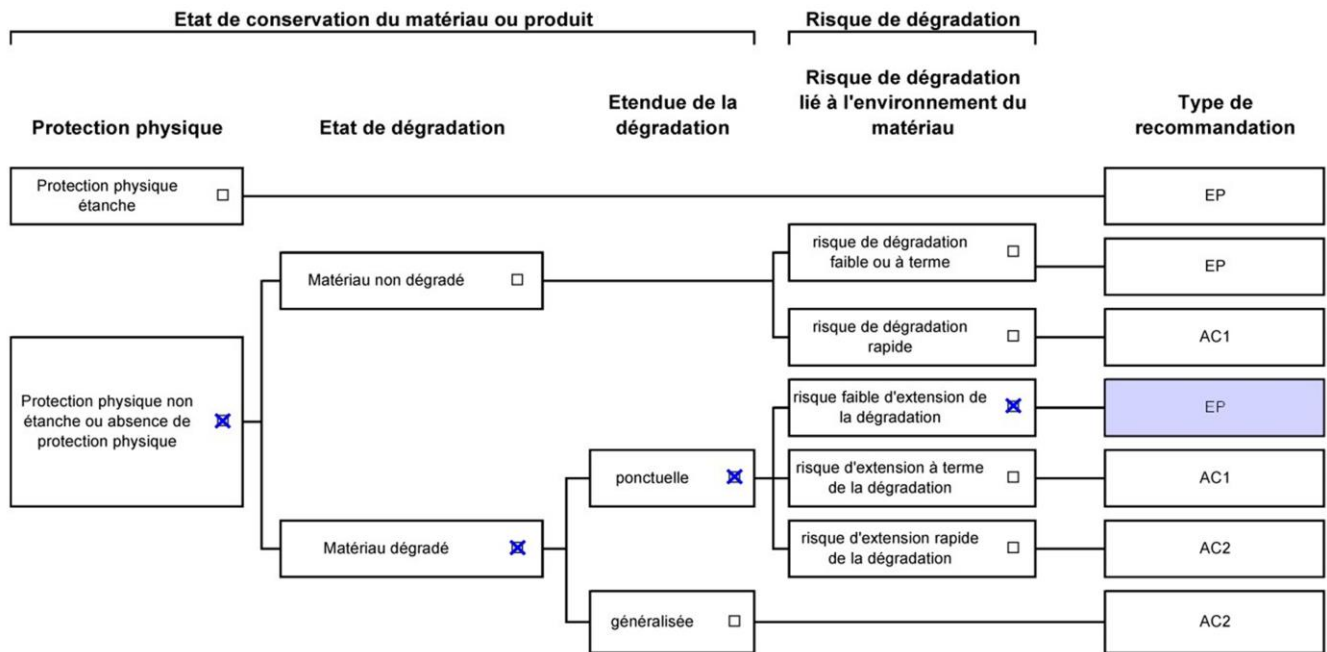 Etat de conservation du matériau ou produit
Risque de dégradation
Protection physique
Etat de dégradation
Etendue de la
dégradation
Risque de dégradation
lié à l'environnement du
matériau
Type de
recommandation
Protection physique
étanche
EP
risque de dégradation
faible ou à terme
EP
Matériau non dégradé
risque de dégradation
rapide
AC1
Protection physique non
étanche ou absence de
protection physique
risque faible d'extension de
la dégradation
EP
ponctuelle
risque d'extension à terme
de la dégradation
AC1
Matériau dégradé
risque d'extension rapide
de la dégradation
AC2
généralisée
AC2